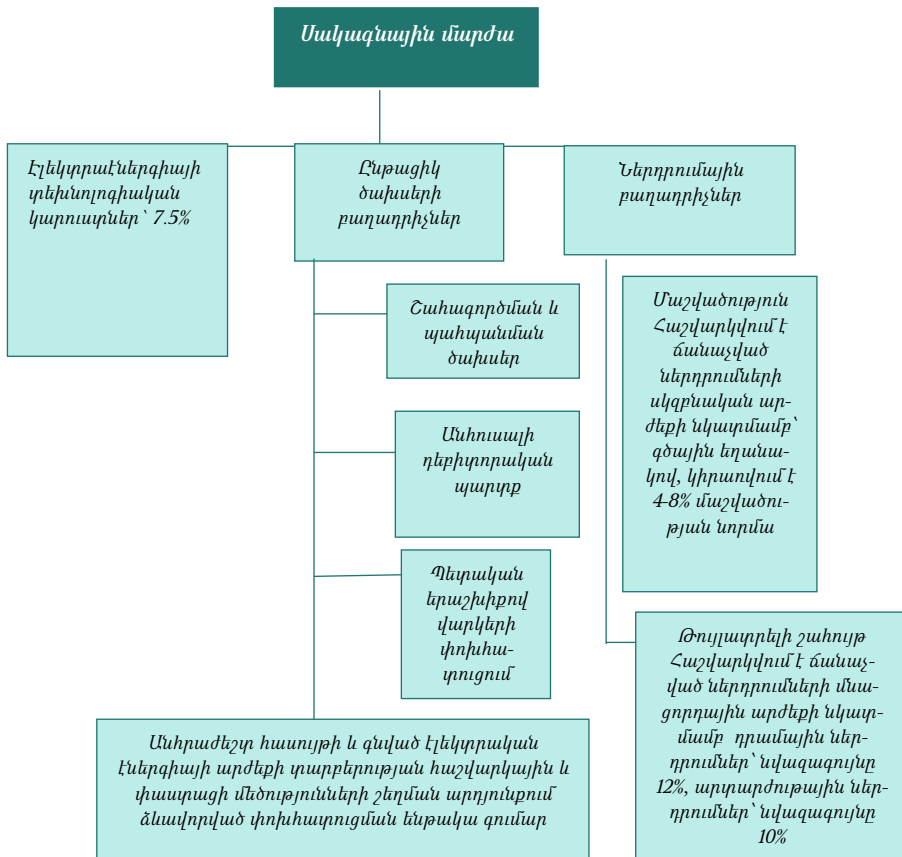 Սակագնային մարժա
Էլեկտրաէներգիայի
տեխնոլոգիական
կարուստներ՝ 7.5%
Ընթացիկ
ծախսերի
բաղադրիչներ
Ներդրումային
բաղադրիչներ
Շահագործման և
պահպանման
ծախսեր
Մաշվածություն
Հաշվարկվում է
ճանաչված
ներդրումների
սկզբնական ար-
ժեքի նկատմամբ՝
գծային եղանա-
կով, կիրառվում է
4-8% մաշվածու-
թյան նորմա
Անհուսալի
դեբիտորական
պարտք
Պետական
երաշխիքով
վարկերի
փոխհա-
տուցում
Թույլատրելի շահույթ
Հաշվարկվում է ճանաչ-
ված ներդրումների մնա-
ցորդային արժեքի նկատ-
մամբ դրամային ներ-
դրումներ՝ նվազագույնը
12%, արտարժութային ներ-
դրումներ՝ նվազագույնը
10%
Անհրաժեշտ հասույթի և գնված էլեկտրական
էներգիայի արժեքի տարբերության հաշվարկային և
փաստացի մեծությունների շեղման արդյունքում
ձևավորված փոխհատուցման ենթակա գումար